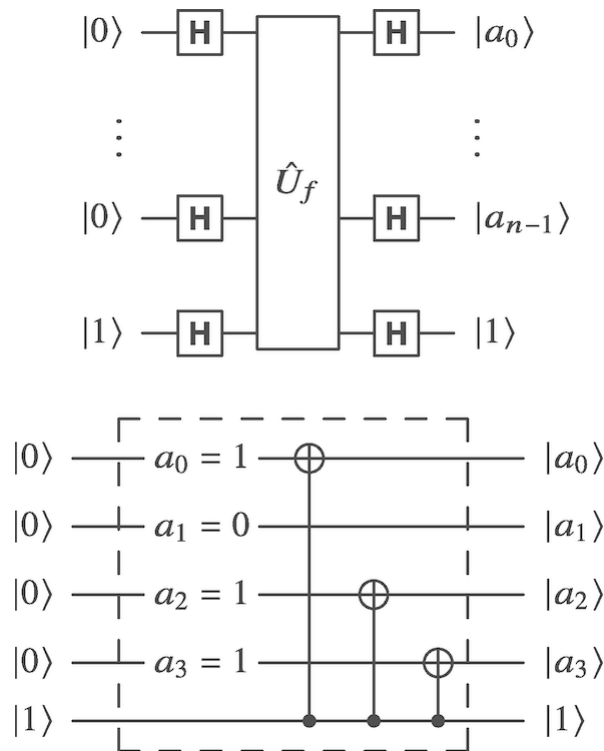 |0⟩ H H |a₀⟩
⋮ Û_f ⋮
|0⟩ H H |aₙ₋₁⟩
|1⟩ H H |1⟩
|0⟩ a₀ = 1 |a₀⟩
|0⟩ a₁ = 0 |a₁⟩
|0⟩ a₂ = 1 |a₂⟩
|0⟩ a₃ = 1 |a₃⟩
|1⟩ |1⟩